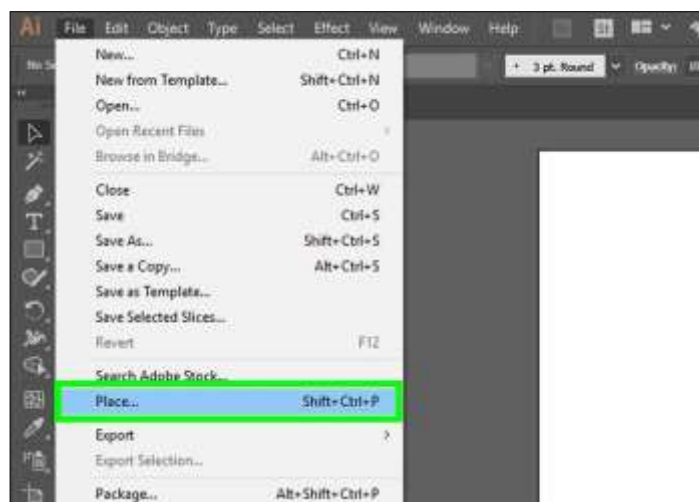 Ai File Edit Object Type Select Effect View Window Help St
3 pt. Round Opacity:
New... Ctrl+N
New from Template... Shift+Ctrl+N
Open... Ctrl+O
Open Recent Files
Browse in Bridge... Alt+Ctrl+O
Close Ctrl+W
Save Ctrl+S
Save As... Shift+Ctrl+S
Save a Copy... Alt+Ctrl+S
Save as Template...
Save Selected Slices...
Revert F12
Search Adobe Stock...
Place... Shift+Ctrl+P
Export
Export Selection...
Package... Alt+Shift+Ctrl+P